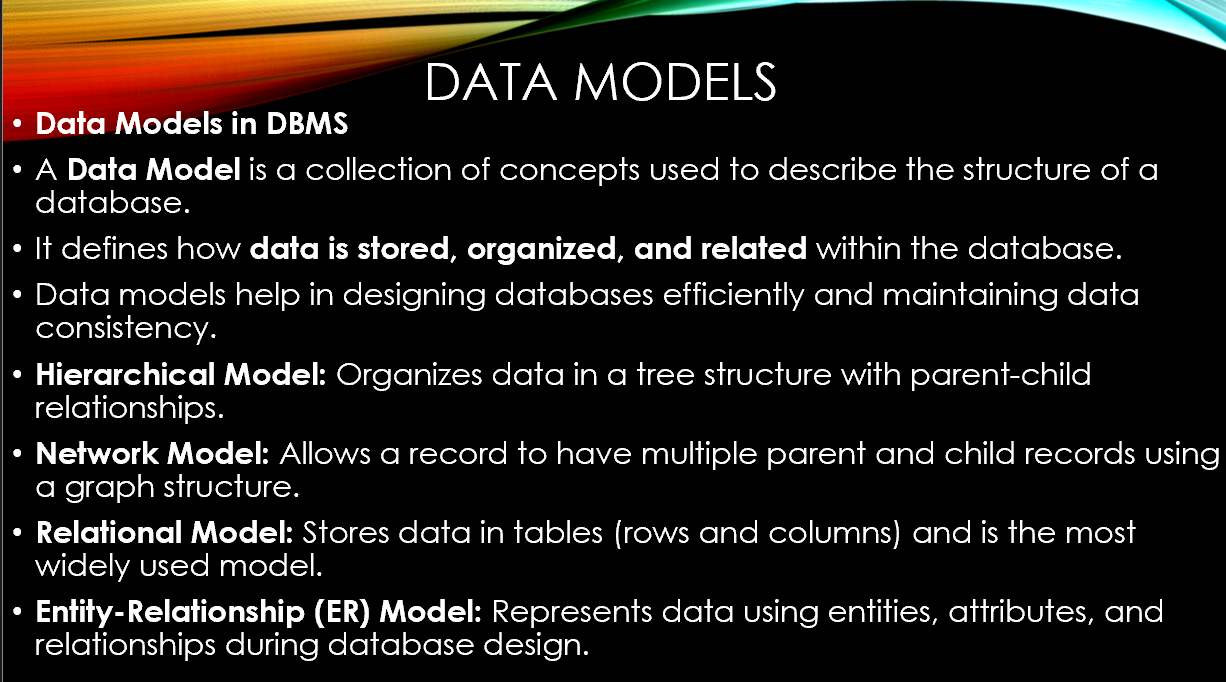 DATA MODELS
• Data Models in DBMS
• A Data Model is a collection of concepts used to describe the structure of a
database.
• It defines how data is stored, organized, and related within the database.
• Data models help in designing databases efficiently and maintaining data
consistency.
• Hierarchical Model: Organizes data in a tree structure with parent-child
relationships.
• Network Model: Allows a record to have multiple parent and child records using
a graph structure.
• Relational Model: Stores data in tables (rows and columns) and is the most
widely used model.
• Entity-Relationship (ER) Model: Represents data using entities, attributes, and
relationships during database design.